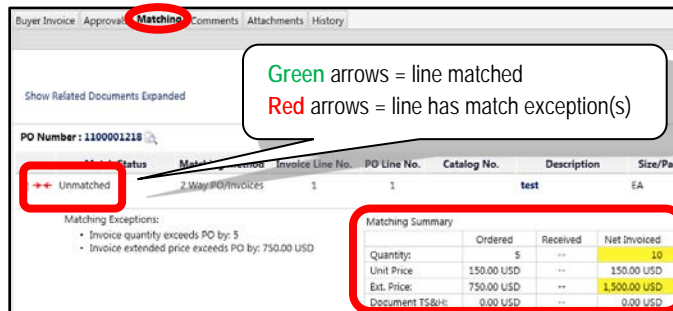 Buyer Invoice Approvals Matching Comments Attachments History
Green arrows = line matched
Red arrows = line has match exception(s)
Show Related Documents Expanded
PO Number : 1100001218
Match Status Matching Method Invoice Line No. PO Line No. Catalog No. Description Size/Pa
Unmatched 2 Way PO/Invoices 1 1 test EA
Matching Exceptions:
• Invoice quantity exceeds PO by: 5
• Invoice extended price exceeds PO by: 750.00 USD
Matching Summary
Ordered Received Net Invoiced
Quantity: 5 -- 10
Unit Price 150.00 USD -- 150.00 USD
Ext. Price: 750.00 USD -- 1,500.00 USD
Document TS&H: 0.00 USD -- 0.00 USD